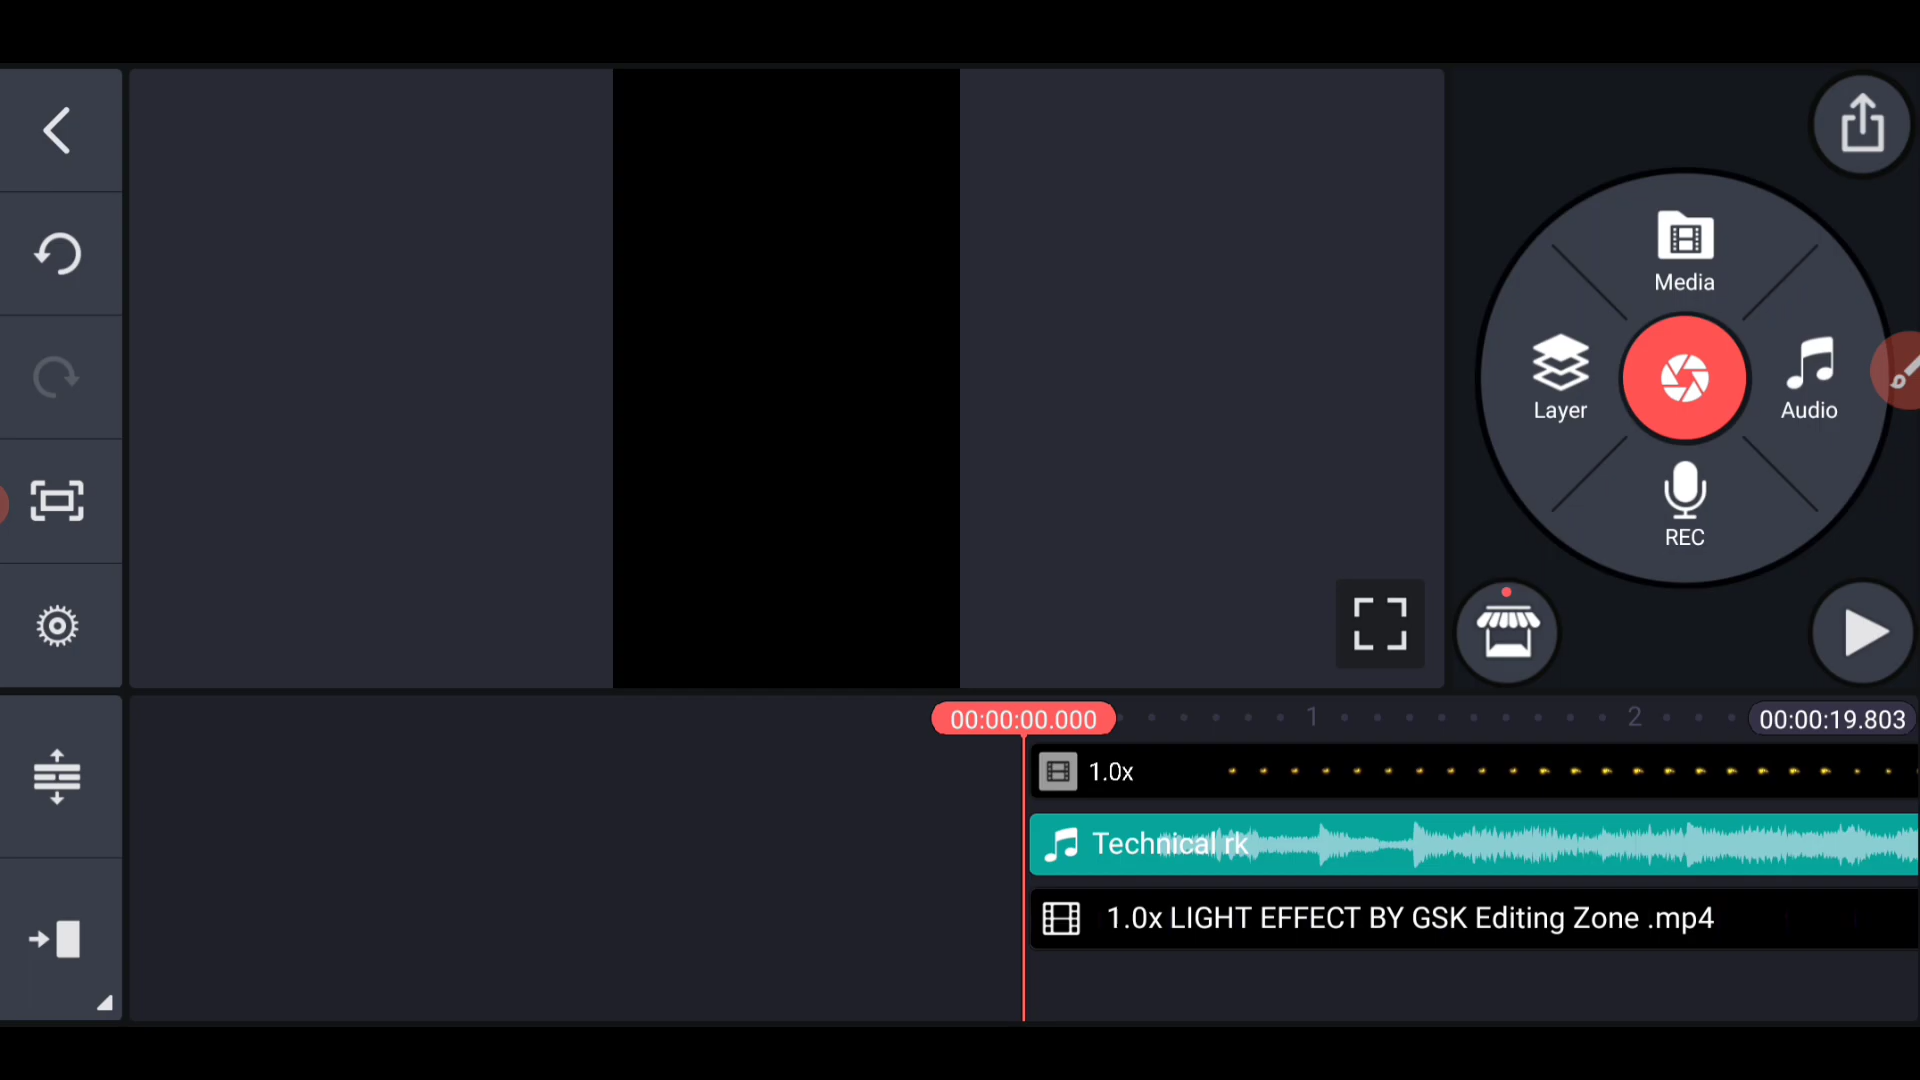 Media
Layer
Audio
REC
00:00:00.000
1
2
00:00:19.803
1.0x
Technical rk
1.0x LIGHT EFFECT BY GSK Editing Zone .mp4